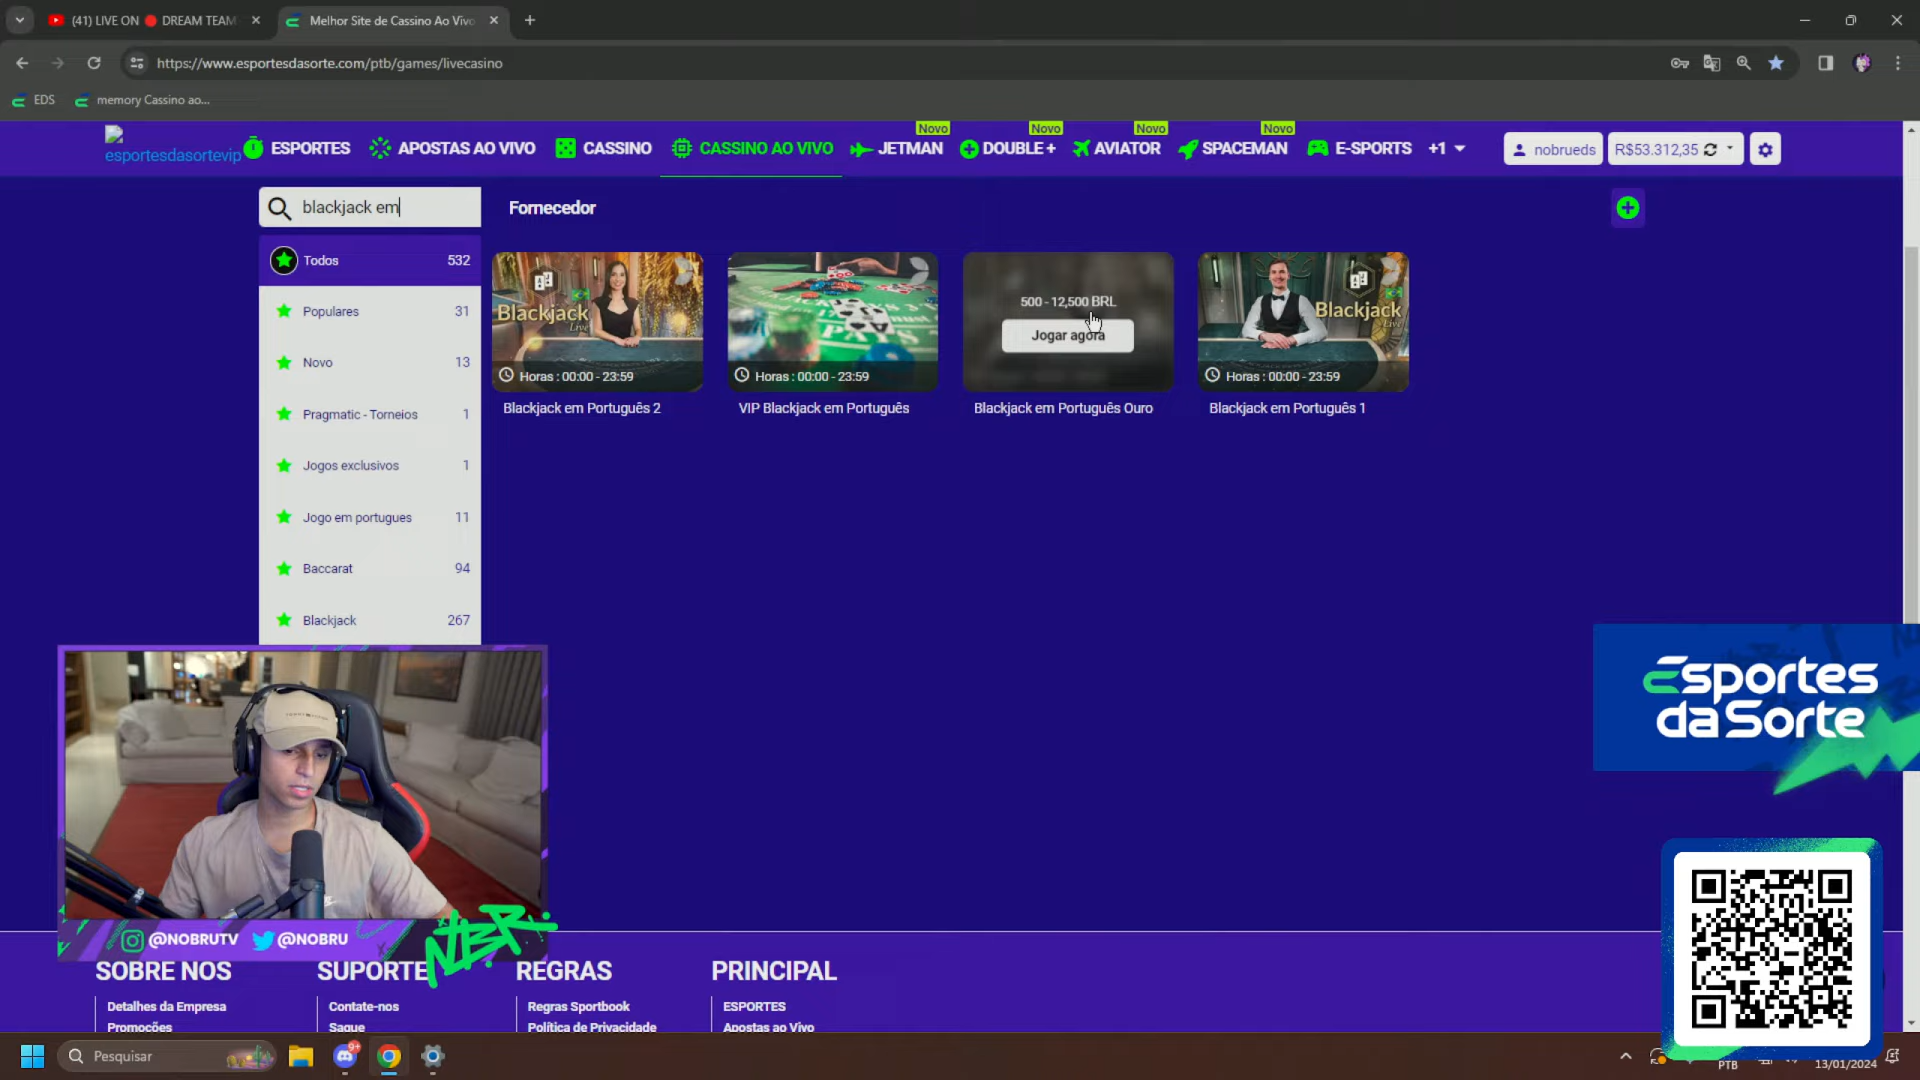 (41) LIVE ON 🔴 DREAM TEAM
Melhor Site de Cassino Ao Vivo
https://www.esportesdasorte.com/ptb/games/livecasino
EDS
memory Cassino ao...
Novo
Novo
Novo
Novo
esportesdasortevip
ESPORTES
APOSTAS AO VIVO
CASSINO
CASSINO AO VIVO
JETMAN
DOUBLE+
AVIATOR
SPACEMAN
E-SPORTS
+1
nobrueds
R$53.312,35
blackjack em
Fornecedor
Todos 532
Populares 31
Novo 13
Pragmatic - Torneios 1
Jogos exclusivos 1
Jogo em portugues 11
Baccarat 94
Blackjack 267
Blackjack
Live
Horas : 00:00 - 23:59
Blackjack em Português 2
Horas : 00:00 - 23:59
VIP Blackjack em Português
500 - 12,500 BRL
Jogar agora
Blackjack em Português Ouro
Blackjack
Live
Horas : 00:00 - 23:59
Blackjack em Português 1
Esportes
da Sorte
@NOBRUTV
@NOBRU
NBR
SOBRE NOS
Detalhes da Empresa
Promoções
SUPORTE
Contate-nos
Saque
REGRAS
Regras Sportbook
Política de Privacidade
PRINCIPAL
ESPORTES
Apostas ao Vivo
Pesquisar
9+
PTB
13/01/2024